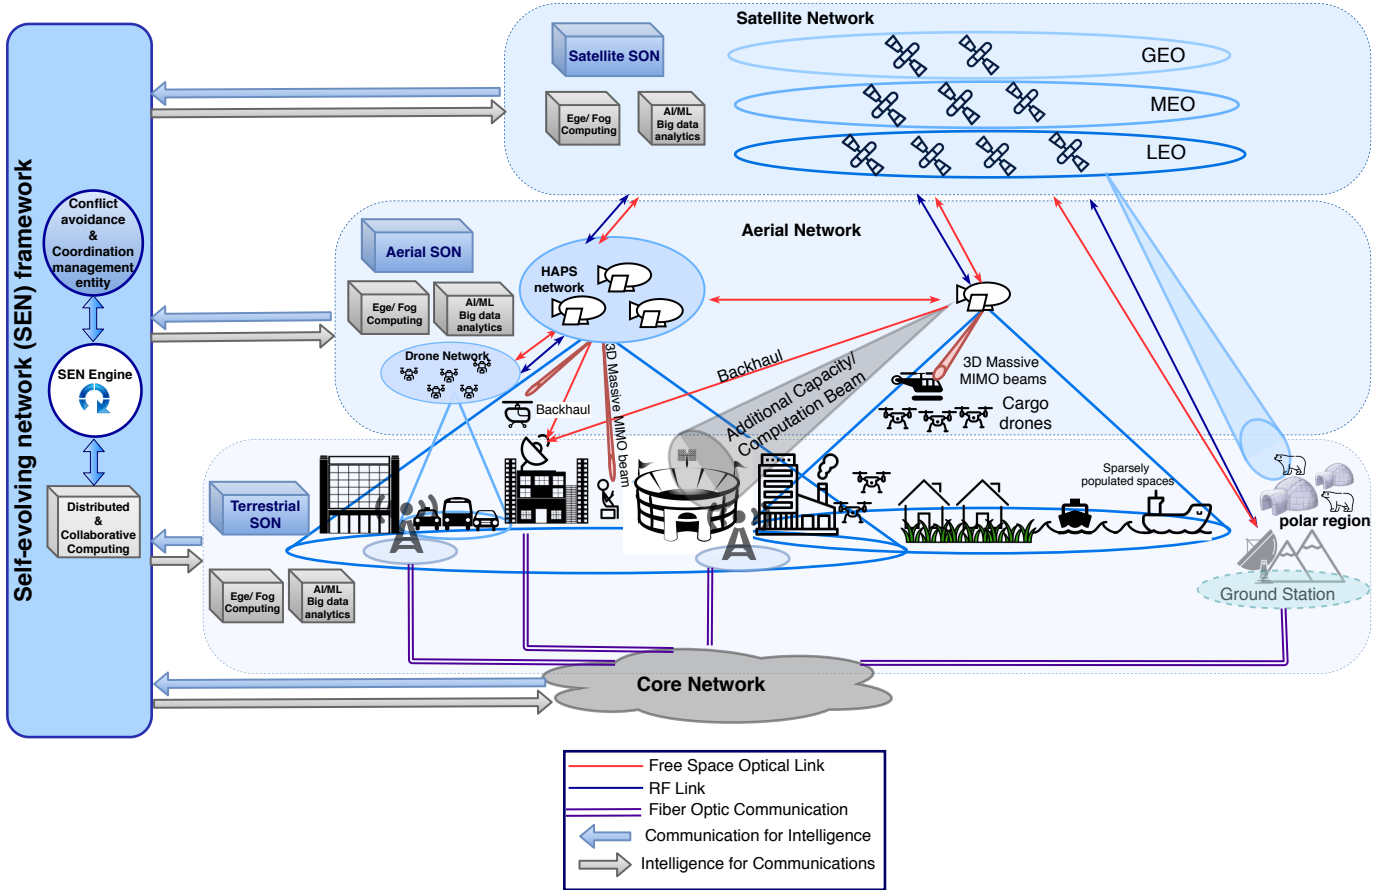 Satellite Network
Satellite SON
GEO
MEO
LEO
Ege/ Fog
Computing
AI/ML
Big data
analytics
Self-evolving network (SEN) framework
Conflict
avoidance
&
Coordination
management
entity
SEN Engine
Distributed
&
Collaborative
Computing
Aerial Network
Aerial SON
Ege/ Fog
Computing
AI/ML
Big data
analytics
HAPS
network
Drone Network
Backhaul
3D Massive MIMO beam
Backhaul
Additional Capacity/
Computation Beam
3D Massive
MIMO beams
Cargo
drones
Terrestrial
SON
Ege/ Fog
Computing
AI/ML
Big data
analytics
Sparsely
populated spaces
polar region
Ground Station
Core Network
Free Space Optical Link
RF Link
Fiber Optic Communication
Communication for Intelligence
Intelligence for Communications